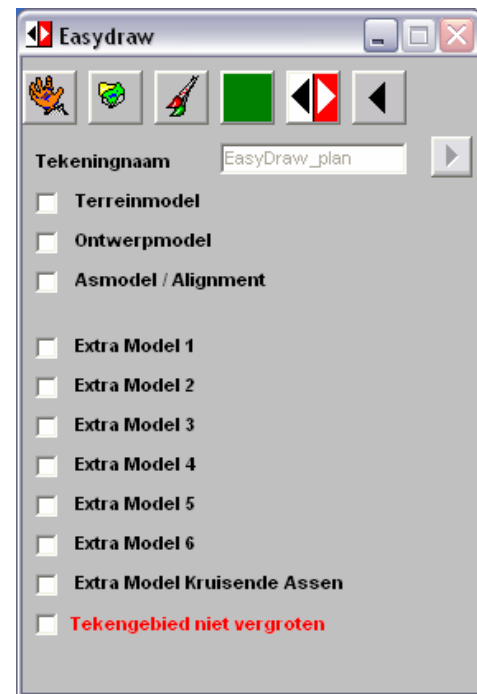 Easydraw
Tekeningnaam EasyDraw_plan
Terreinmodel
Ontwerpmodel
Asmodel / Alignment
Extra Model 1
Extra Model 2
Extra Model 3
Extra Model 4
Extra Model 5
Extra Model 6
Extra Model Kruisende Assen
Tekengebied niet vergroten